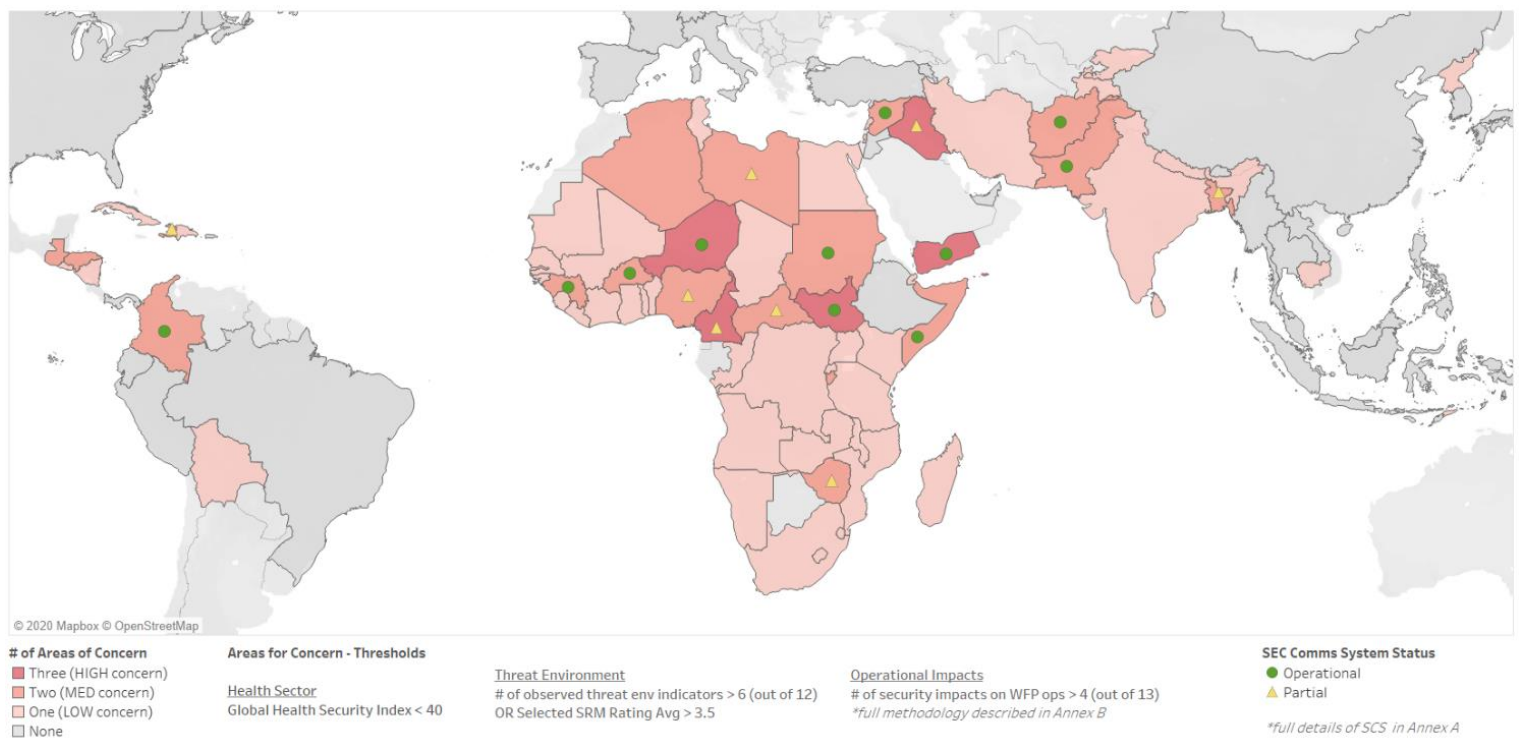 © 2020 Mapbox © OpenStreetMap
# of Areas of Concern
Three (HIGH concern)
Two (MED concern)
One (LOW concern)
None
Areas for Concern - Thresholds
Health Sector
Global Health Security Index < 40
Threat Environment
# of observed threat env indicators > 6 (out of 12)
OR Selected SRM Rating Avg > 3.5
Operational Impacts
# of security impacts on WFP ops > 4 (out of 13)
*full methodology described in Annex B
SEC Comms System Status
Operational
Partial
*full details of SCS in Annex A